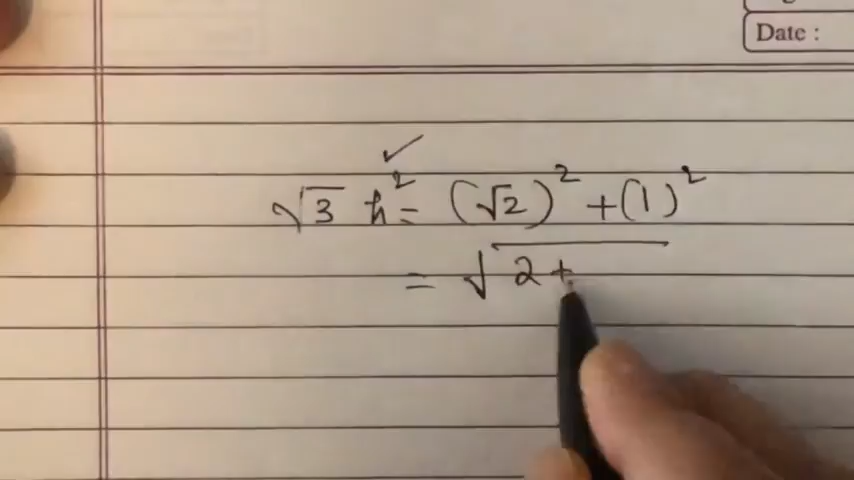 Date :
√3 h² = (√2)² + (1)²
= √2 +